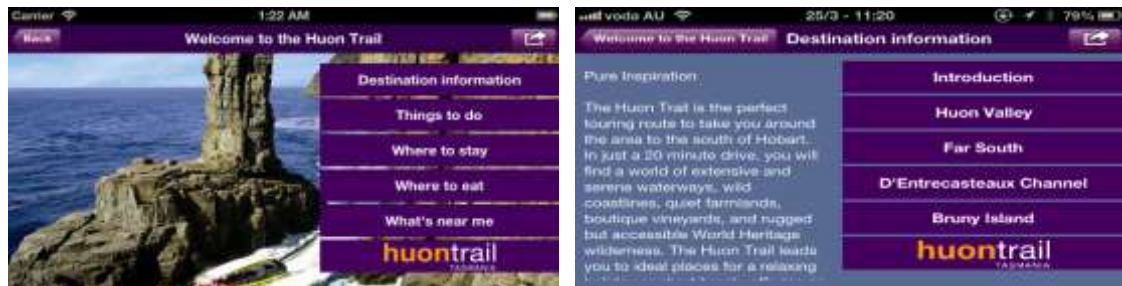 Carrier
1:22 AM
Back
Welcome to the Huon Trail
Destination information
Things to do
Where to stay
Where to eat
What's near me
huontrail
TASMANIA
voda AU
25/3 - 11:20
79%
Welcome to the Huon Trail
Destination information
Pure Inspiration
The Huon Trail is the perfect
touring route to take you around
the area to the south of Hobart.
In just a 20 minute drive, you will
find a world of extensive and
serene waterways, wild
coastlines, quiet farmlands,
boutique vineyards, and rugged
but accessible World Heritage
wilderness. The Huon Trail leads
you to ideal places for a relaxing
Introduction
Huon Valley
Far South
D'Entrecasteaux Channel
Bruny Island
huontrail
TASMANIA